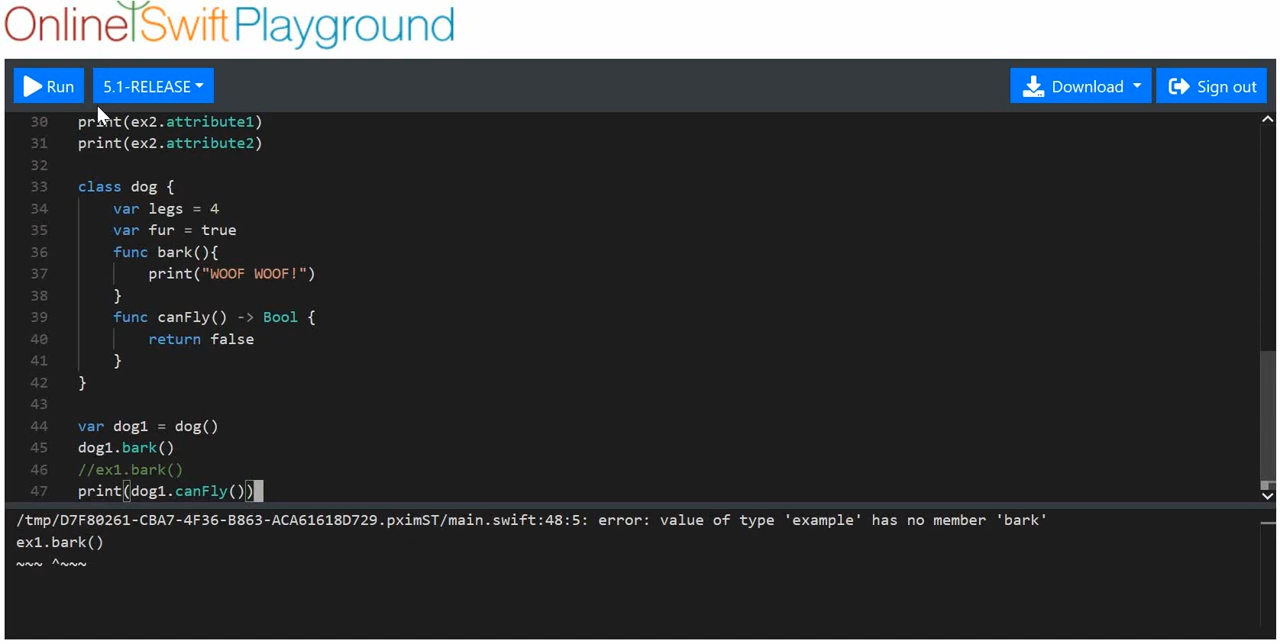 Online Swift Playground
Run 5.1-RELEASE Download Sign out
30 print(ex2.attribute1)
31 print(ex2.attribute2)
32
33 class dog {
34 var legs = 4
35 var fur = true
36 func bark(){
37 print("WOOF WOOF!")
38 }
39 func canFly() -> Bool {
40 return false
41 }
42 }
43
44 var dog1 = dog()
45 dog1.bark()
46 //ex1.bark()
47 print(dog1.canFly())
/tmp/D7F80261-CBA7-4F36-B863-ACA61618D729.pximST/main.swift:48:5: error: value of type 'example' has no member 'bark'
ex1.bark()
~~~ ^~~~